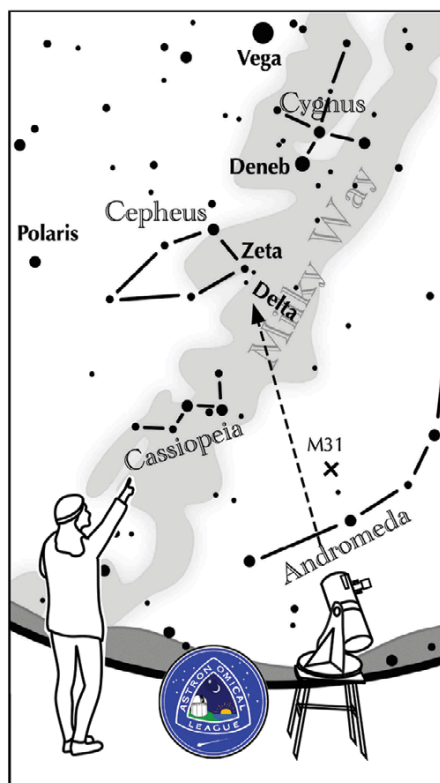 Vega
Cygnus
Deneb
Milky Way
Cepheus
Polaris
Zeta
Delta
M31
Cassiopeia
Andromeda
ASTRONOMICAL
LEAGUE